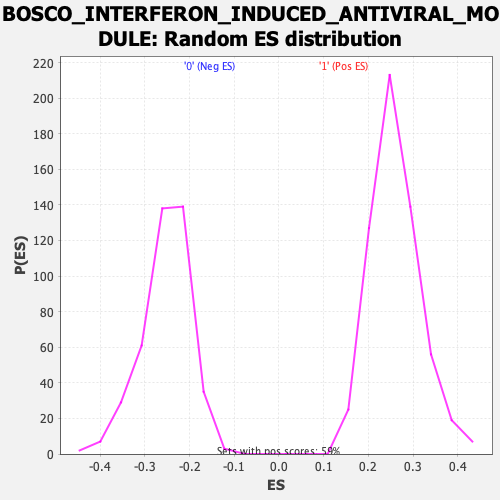 BOSCO_INTERFERON_INDUCED_ANTIVIRAL_MO
DULE: Random ES distribution
'0' (Neg ES) '1' (Pos ES)
220
200
180
160
140
120
100
80
60
40
20
0
P(ES)
Sets with pos scores: 59%
-0.4 -0.3 -0.2 -0.1 0.0 0.1 0.2 0.3 0.4
ES